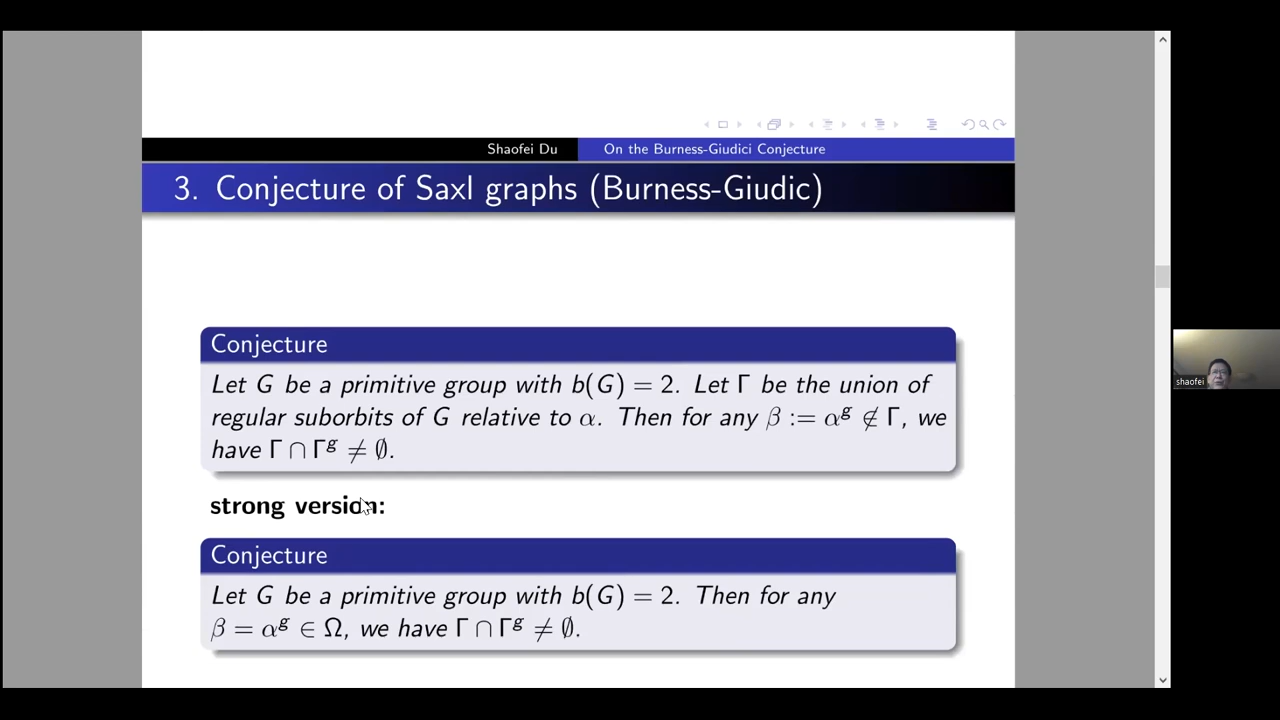 Shaofei Du
On the Burness-Giudici Conjecture
3. Conjecture of Saxl graphs (Burness-Giudic)
Conjecture
Let G be a primitive group with b(G) = 2. Let Γ be the union of
regular suborbits of G relative to α. Then for any β := α^g ∉ Γ, we
have Γ ∩ Γ^g ≠ ∅.
strong version:
Conjecture
Let G be a primitive group with b(G) = 2. Then for any
β = α^g ∈ Ω, we have Γ ∩ Γ^g ≠ ∅.
shaofei